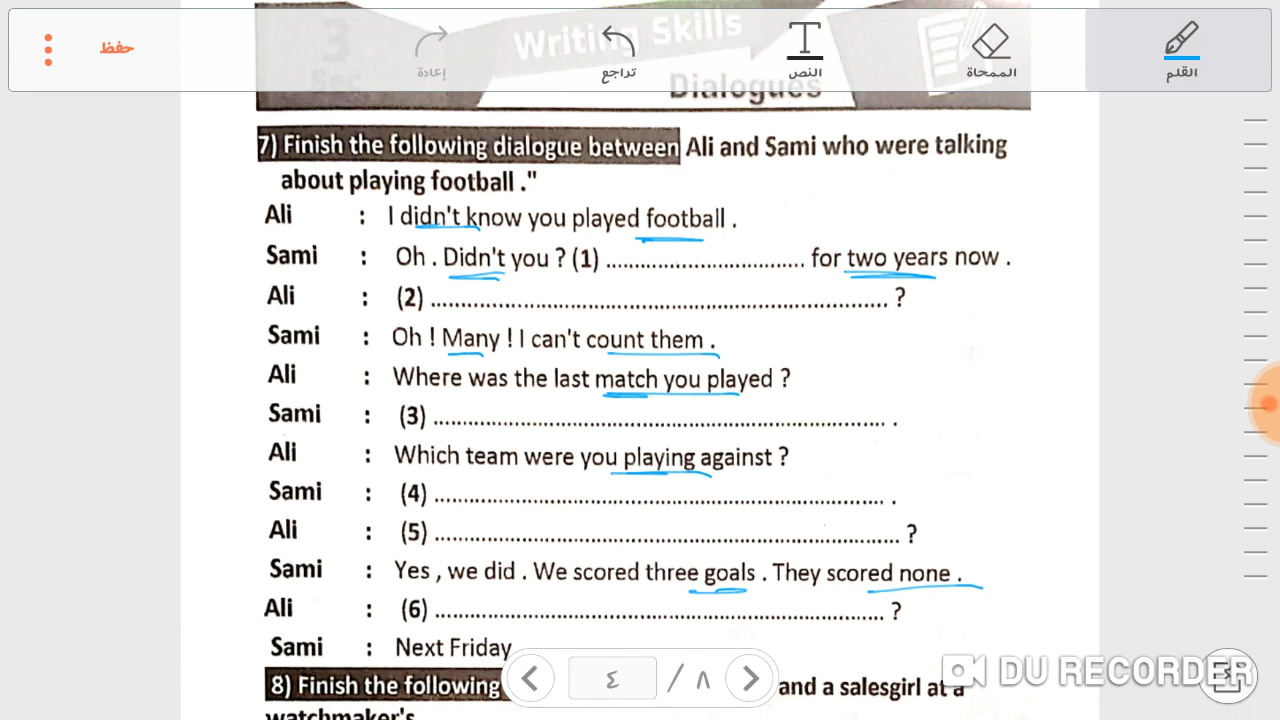 حفظ
إعادة
تراجع
النص
الممحاة
القلم
3
Sec.
Writing Skills
Dialogues
7) Finish the following dialogue between Ali and Sami who were talking
about playing football ."
Ali : I didn't know you played football .
Sami : Oh . Didn't you ? (1) ................................ for two years now .
Ali : (2) ........................................................................ ?
Sami : Oh ! Many ! I can't count them .
Ali : Where was the last match you played ?
Sami : (3) ........................................................................ .
Ali : Which team were you playing against ?
Sami : (4) ........................................................................ .
Ali : (5) ........................................................................ ?
Sami : Yes , we did . We scored three goals . They scored none .
Ali : (6) ........................................................................ ?
Sami : Next Friday
٤ / ٨
DU RECORDER
8) Finish the following and a salesgirl at a
watchmaker's